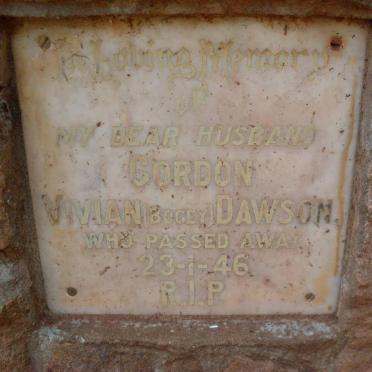 In Loving Memory
of
MY DEAR HUSBAND
GORDON
VIVIAN (BOGEY) DAWSON.
WHO PASSED AWAY
23-1-46
R.I.P.